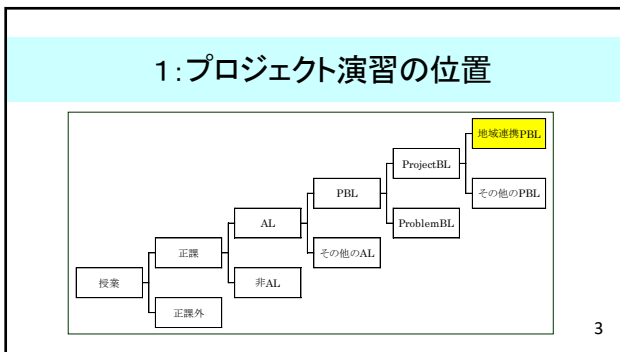 1:プロジェクト演習の位置
地域連携PBL
ProjectBL
PBL
その他のPBL
AL
ProblemBL
正課
その他のAL
授業
非AL
正課外
3